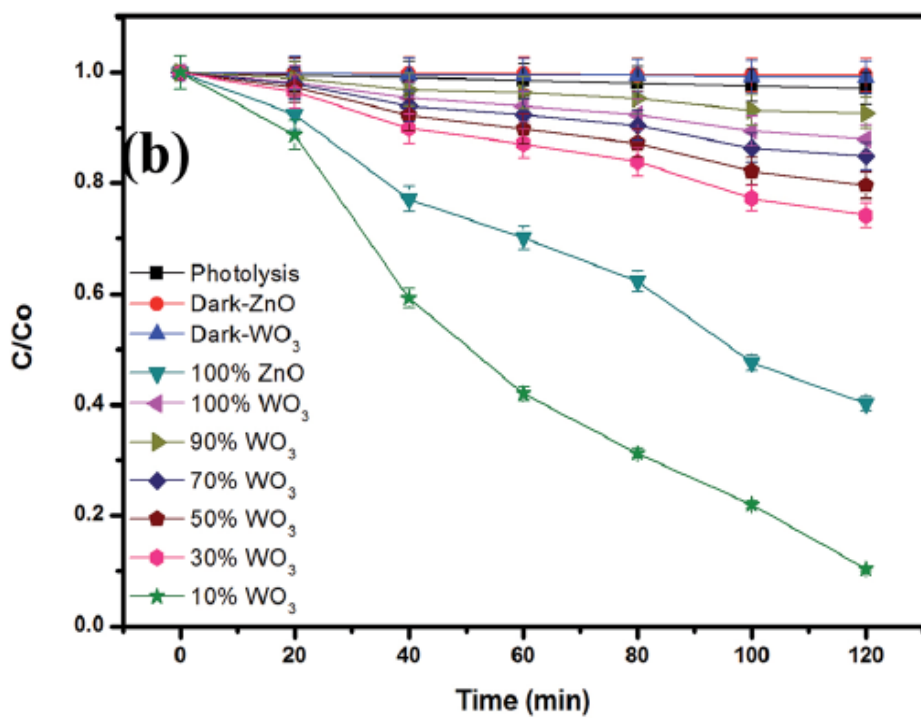 (b)
C/Co
1.0
0.8
0.6
0.4
0.2
0.0
Photolysis
Dark-ZnO
Dark-WO₃
100% ZnO
100% WO₃
90% WO₃
70% WO₃
50% WO₃
30% WO₃
10% WO₃
0 20 40 60 80 100 120
Time (min)